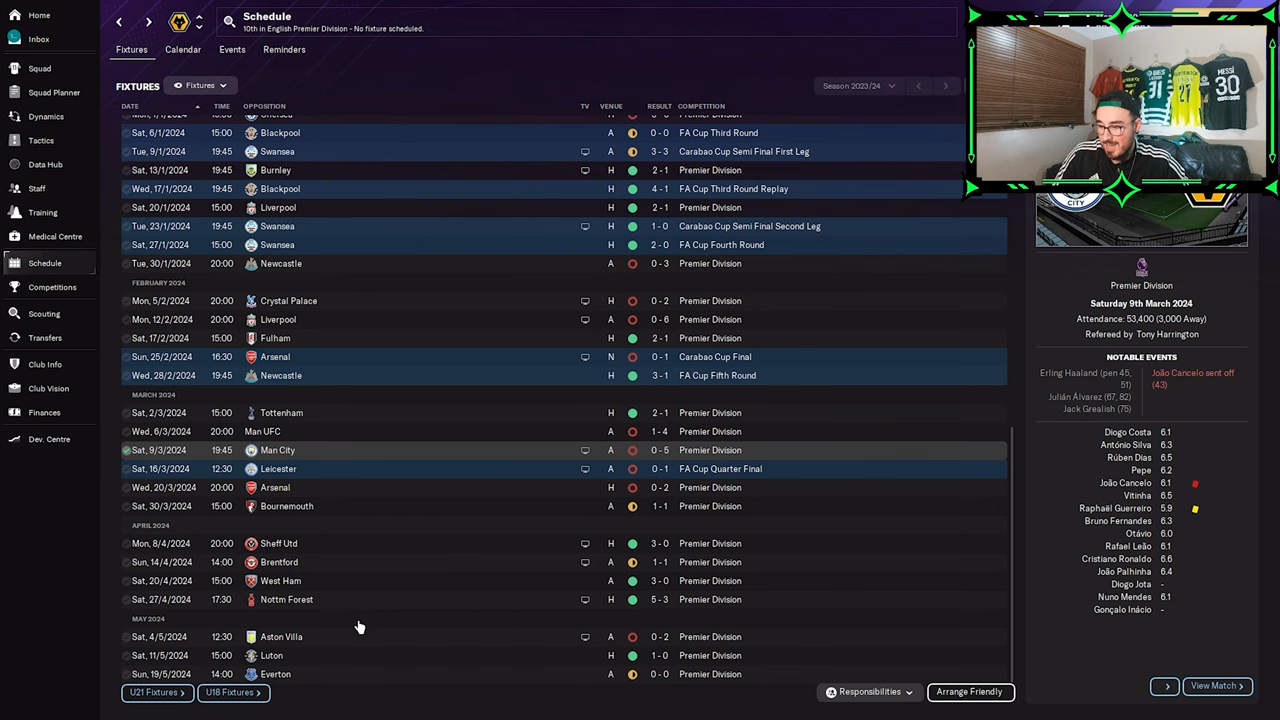 Home
Inbox
Squad
Squad Planner
Dynamics
Tactics
Data Hub
Staff
Training
Medical Centre
Schedule
Competitions
Scouting
Transfers
Club Info
Club Vision
Finances
Dev. Centre
Schedule
10th in English Premier Division - No fixture scheduled.
Fixtures Calendar Events Reminders
FIXTURES Fixtures Season 2023/24
DATE TIME OPPOSITION TV VENUE RESULT COMPETITION
Sat, 6/1/2024 15:00 Blackpool A 0 - 0 FA Cup Third Round
Tue, 9/1/2024 19:45 Swansea A 3 - 3 Carabao Cup Semi Final First Leg
Sat, 13/1/2024 19:45 Burnley H 2 - 1 Premier Division
Wed, 17/1/2024 19:45 Blackpool H 4 - 1 FA Cup Third Round Replay
Sat, 20/1/2024 15:00 Liverpool H 2 - 1 Premier Division
Tue, 23/1/2024 19:45 Swansea H 1 - 0 Carabao Cup Semi Final Second Leg
Sat, 27/1/2024 15:00 Swansea H 2 - 0 FA Cup Fourth Round
Tue, 30/1/2024 20:00 Newcastle A 0 - 3 Premier Division
FEBRUARY 2024
Mon, 5/2/2024 20:00 Crystal Palace H 0 - 2 Premier Division
Mon, 12/2/2024 20:00 Liverpool A 0 - 6 Premier Division
Sat, 17/2/2024 15:00 Fulham H 2 - 1 Premier Division
Sun, 25/2/2024 16:30 Arsenal N 0 - 1 Carabao Cup Final
Wed, 28/2/2024 19:45 Newcastle H 3 - 1 FA Cup Fifth Round
MARCH 2024
Sat, 2/3/2024 15:00 Tottenham H 2 - 1 Premier Division
Wed, 6/3/2024 20:00 Man UFC A 1 - 4 Premier Division
Sat, 9/3/2024 19:45 Man City A 0 - 5 Premier Division
Sat, 16/3/2024 12:30 Leicester A 0 - 1 FA Cup Quarter Final
Wed, 20/3/2024 20:00 Arsenal H 0 - 2 Premier Division
Sat, 30/3/2024 15:00 Bournemouth A 1 - 1 Premier Division
APRIL 2024
Mon, 8/4/2024 20:00 Sheff Utd H 3 - 0 Premier Division
Sun, 14/4/2024 14:00 Brentford A 1 - 1 Premier Division
Sat, 20/4/2024 15:00 West Ham A 3 - 0 Premier Division
Sat, 27/4/2024 17:30 Nottm Forest H 5 - 3 Premier Division
MAY 2024
Sat, 4/5/2024 12:30 Aston Villa A 0 - 2 Premier Division
Sat, 11/5/2024 15:00 Luton H 1 - 0 Premier Division
Sun, 19/5/2024 14:00 Everton A 0 - 0 Premier Division
U21 Fixtures U18 Fixtures Responsibilities Arrange Friendly
MESSI
30
31
27
CITY
Premier Division
Saturday 9th March 2024
Attendance: 53,400 (3,000 Away)
Refereed by Tony Harrington
NOTABLE EVENTS
Erling Haaland (pen 45,
51)
Julián Álvarez (67, 82)
Jack Grealish (75)
João Cancelo sent off
(43)
Diogo Costa 6.1
António Silva 6.3
Rúben Dias 6.5
Pepe 6.2
João Cancelo 6.1
Vitinha 6.5
Raphaël Guerreiro 5.9
Bruno Fernandes 6.3
Otávio 6.0
Rafael Leão 6.1
Cristiano Ronaldo 6.6
João Palhinha 6.4
Diogo Jota -
Nuno Mendes 6.1
Gonçalo Inácio -
View Match